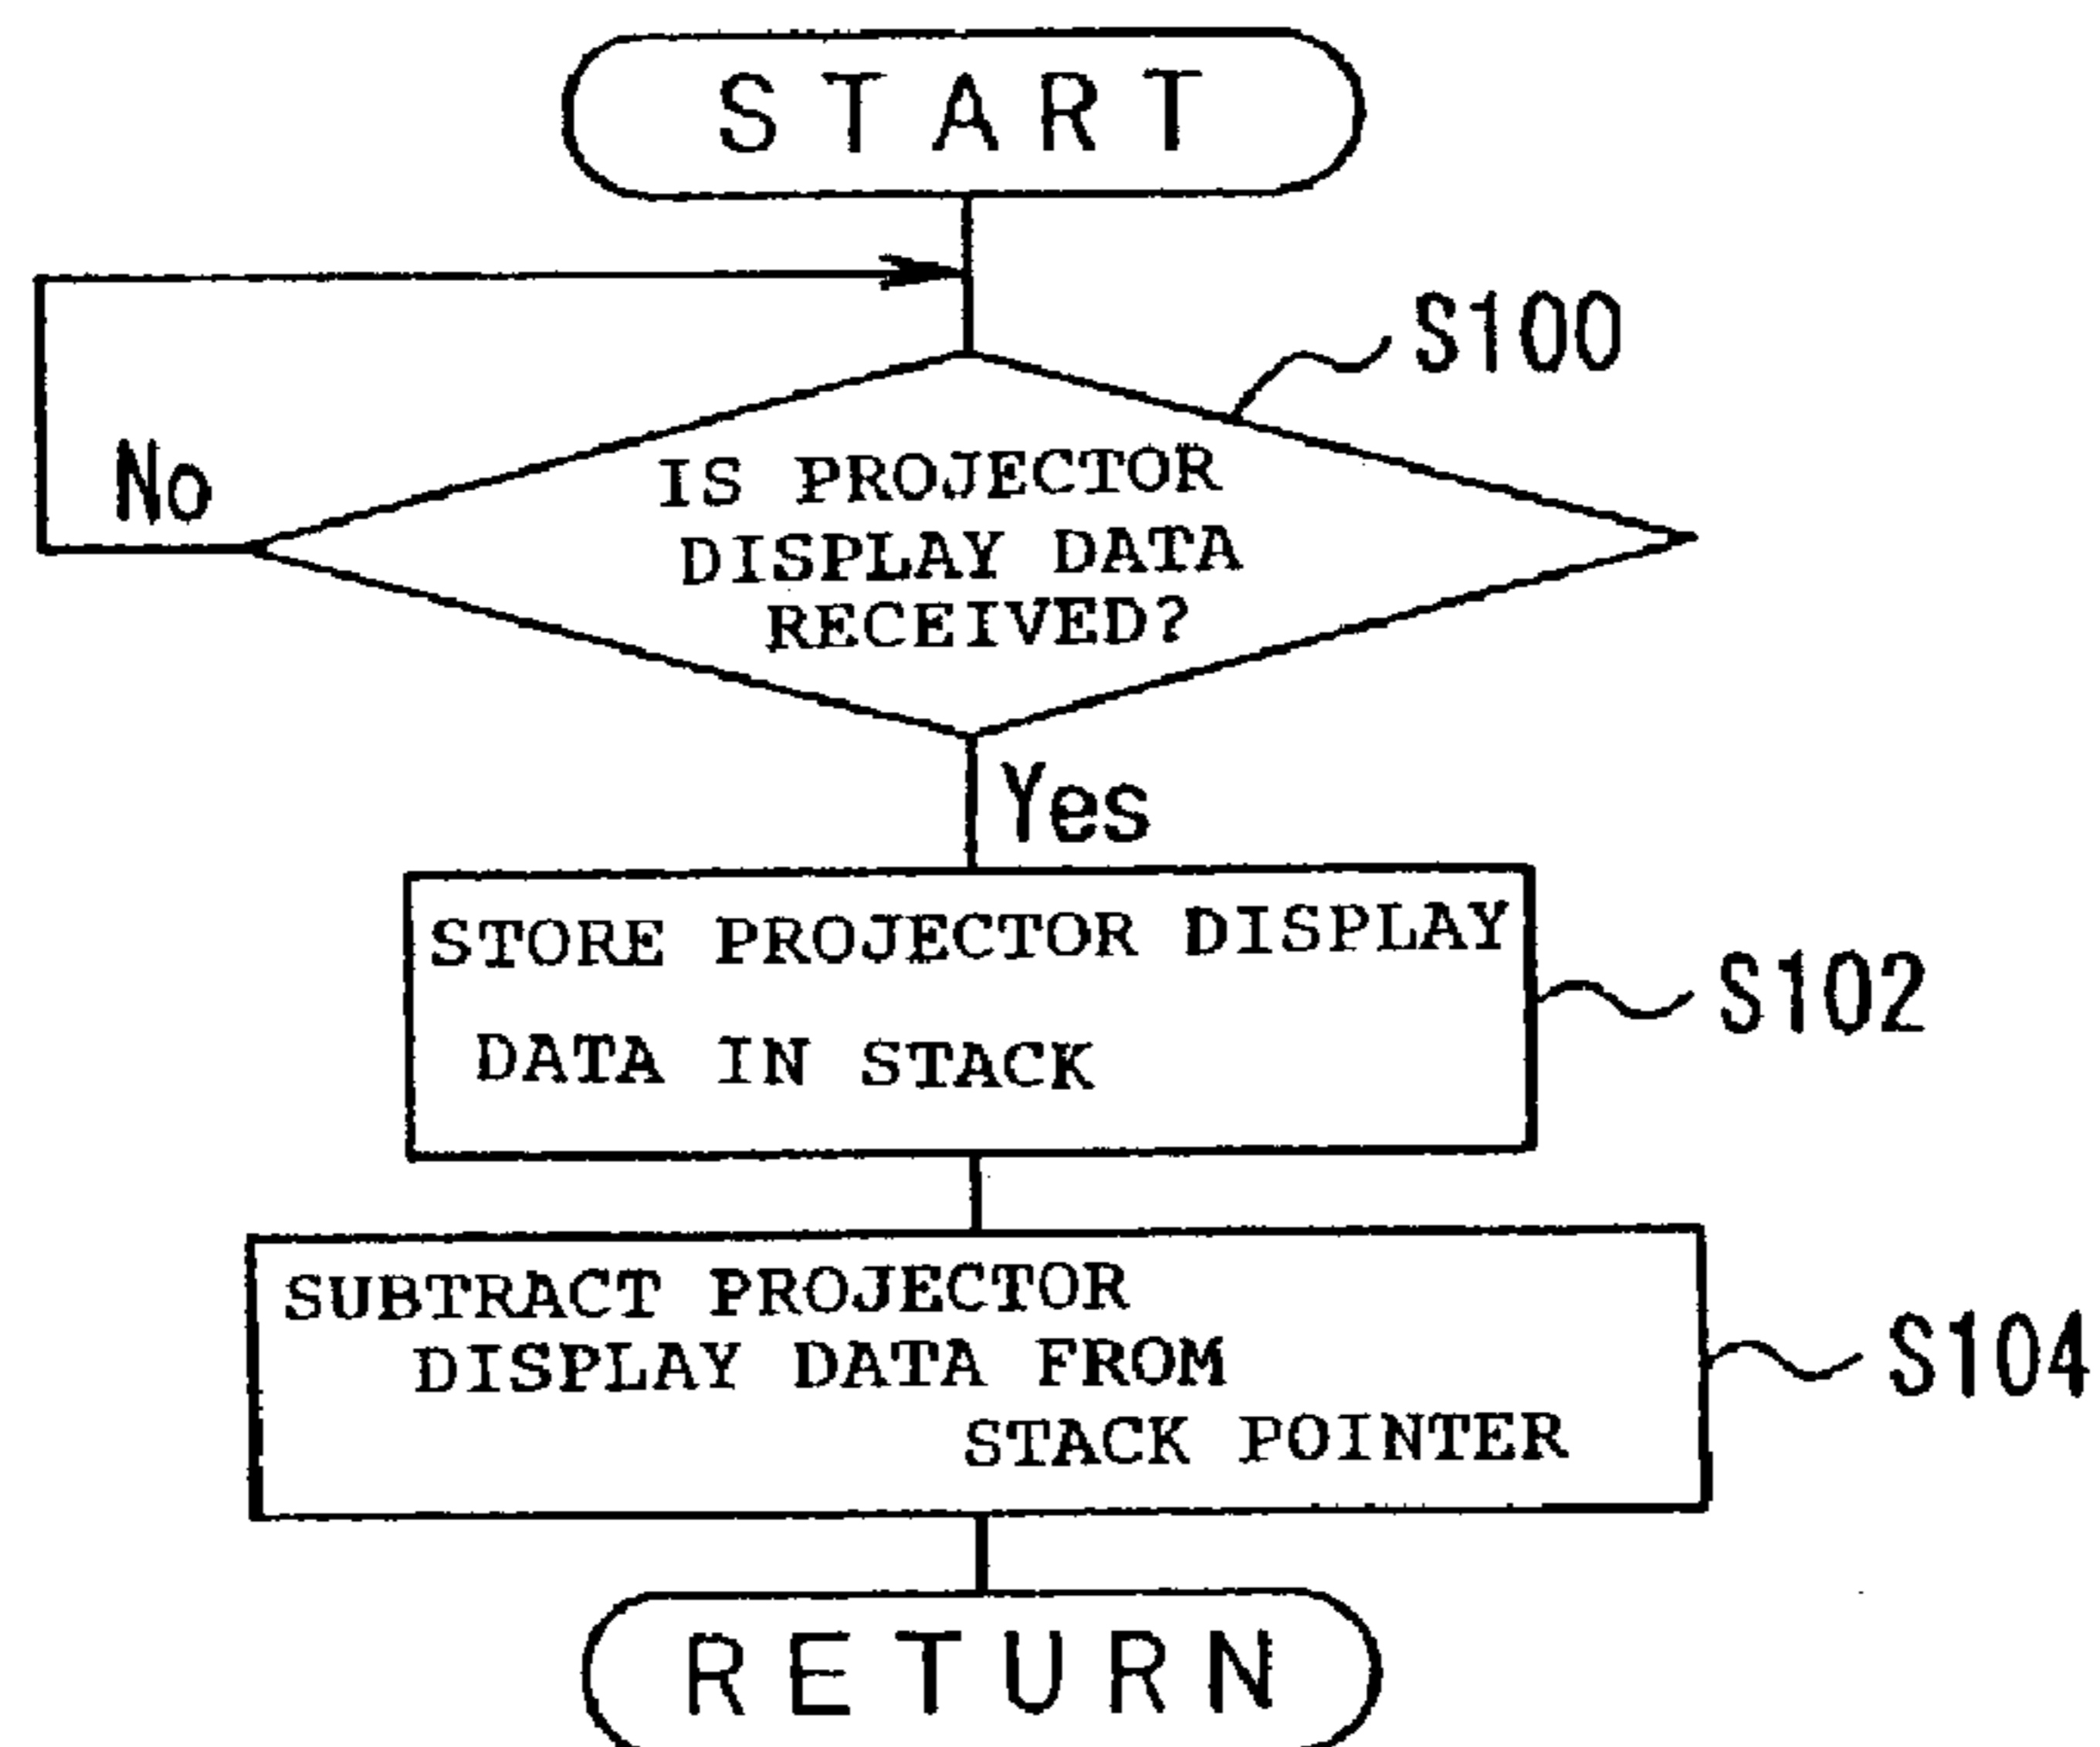 START
S100
No
IS PROJECTOR
DISPLAY DATA
RECEIVED?
Yes
STORE PROJECTOR DISPLAY
DATA IN STACK
S102
SUBTRACT PROJECTOR
DISPLAY DATA FROM
STACK POINTER
S104
RETURN